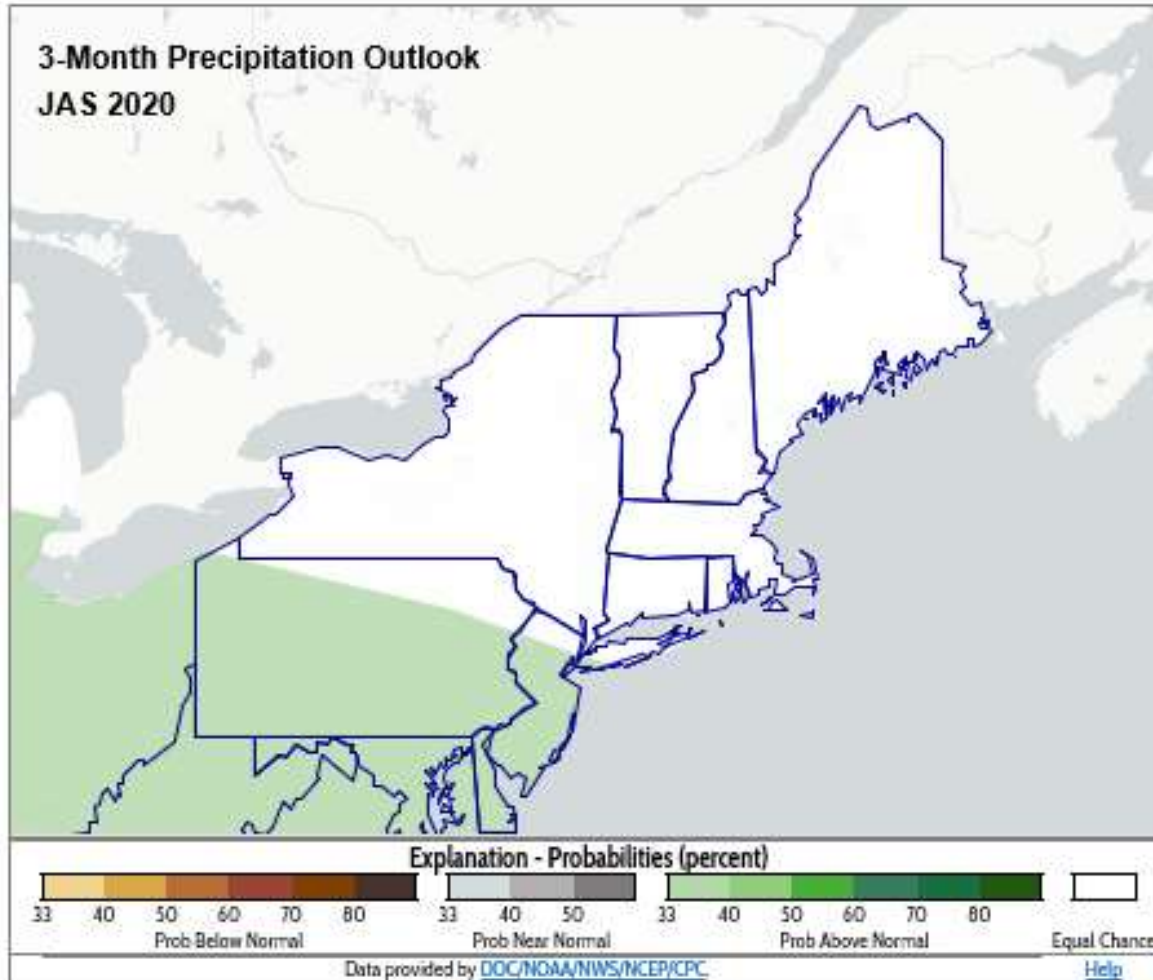 3-Month Precipitation Outlook
JAS 2020
Explanation - Probabilities (percent)
33 40 50 60 70 80 33 40 50 33 40 50 60 70 80
Prob Below Normal Prob Near Normal Prob Above Normal Equal Chance
Data provided by DOC/NOAA/NWS/NCEP/CPC Help